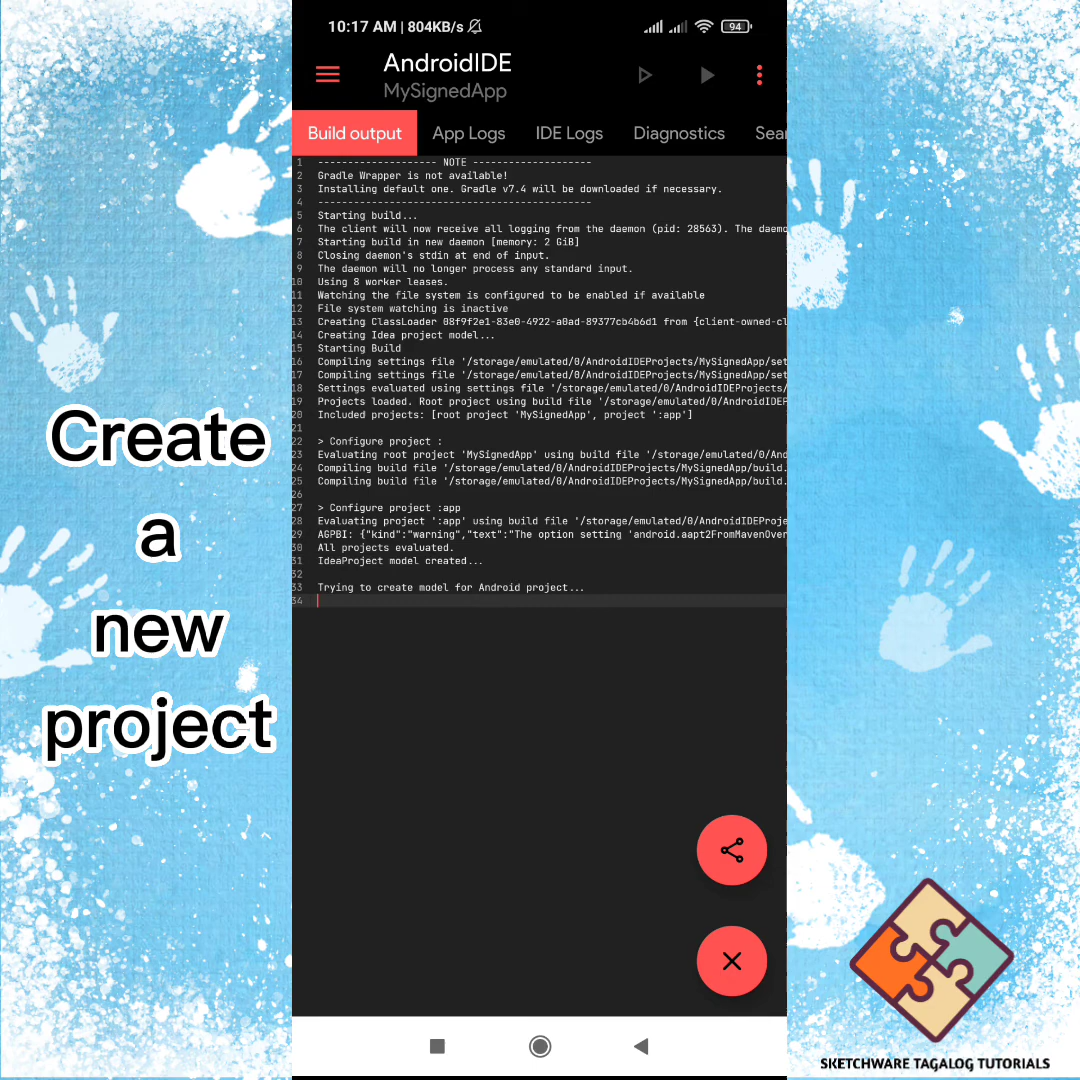 10:17 AM | 804KB/s
94
AndroidIDE
MySignedApp
Build output
App Logs
IDE Logs
Diagnostics
Sear
1 -------------------- NOTE --------------------
2 Gradle Wrapper is not available!
3 Installing default one. Gradle v7.4 will be downloaded if necessary.
4 ----------------------------------------------
5 Starting build...
6 The client will now receive all logging from the daemon (pid: 28563). The daemo
7 Starting build in new daemon [memory: 2 GiB]
8 Closing daemon's stdin at end of input.
9 The daemon will no longer process any standard input.
10 Using 8 worker leases.
11 Watching the file system is configured to be enabled if available
12 File system watching is inactive
13 Creating ClassLoader 08f9f2e1-83e0-4922-a0ad-89377cb4b6d1 from {client-owned-cl
14 Creating Idea project model...
15 Starting Build
16 Compiling settings file '/storage/emulated/0/AndroidIDEProjects/MySignedApp/set
17 Compiling settings file '/storage/emulated/0/AndroidIDEProjects/MySignedApp/set
18 Settings evaluated using settings file '/storage/emulated/0/AndroidIDEProjects/
19 Projects loaded. Root project using build file '/storage/emulated/0/AndroidIDEP
20 Included projects: [root project 'MySignedApp', project ':app']
21
22 > Configure project :
23 Evaluating root project 'MySignedApp' using build file '/storage/emulated/0/And
24 Compiling build file '/storage/emulated/0/AndroidIDEProjects/MySignedApp/build.
25 Compiling build file '/storage/emulated/0/AndroidIDEProjects/MySignedApp/build.
26
27 > Configure project :app
28 Evaluating project ':app' using build file '/storage/emulated/0/AndroidIDEProje
29 AGPBI: {"kind":"warning","text":"The option setting 'android.aapt2FromMavenOver
30 All projects evaluated.
31 IdeaProject model created...
32
33 Trying to create model for Android project...
34
Create
a
new
project
SKETCHWARE TAGALOG TUTORIALS